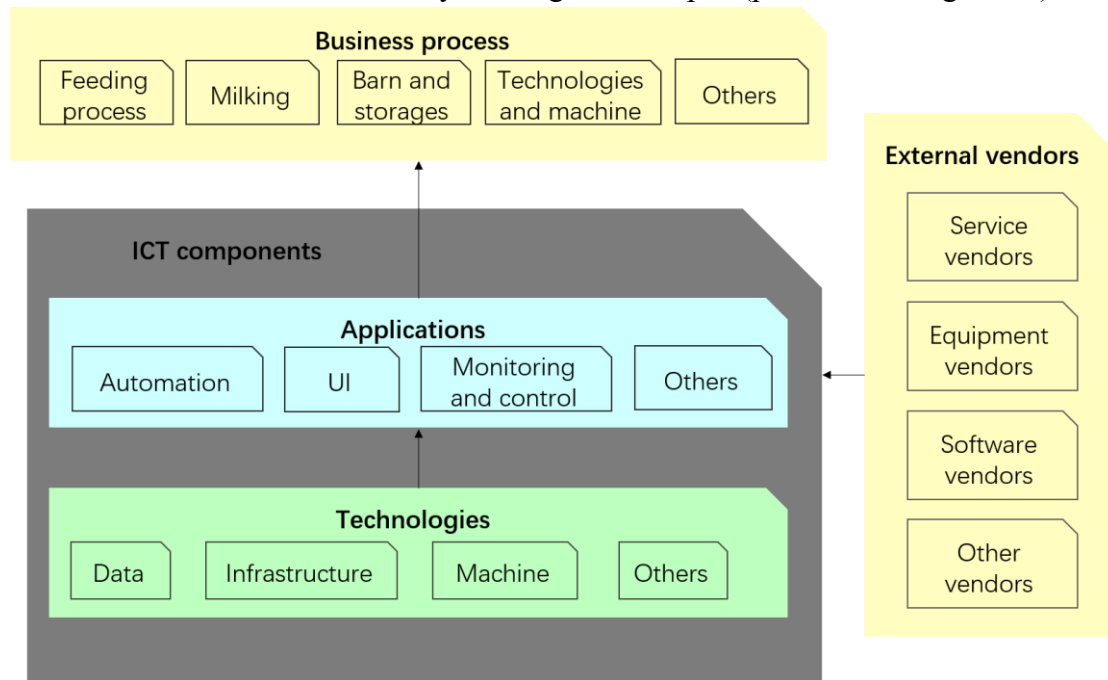 Business process
Feeding
process
Milking
Barn and
storages
Technologies
and machine
Others
External vendors
Service
vendors
Equipment
vendors
Software
vendors
Other
vendors
ICT components
Applications
Automation
UI
Monitoring
and control
Others
Technologies
Data
Infrastructure
Machine
Others